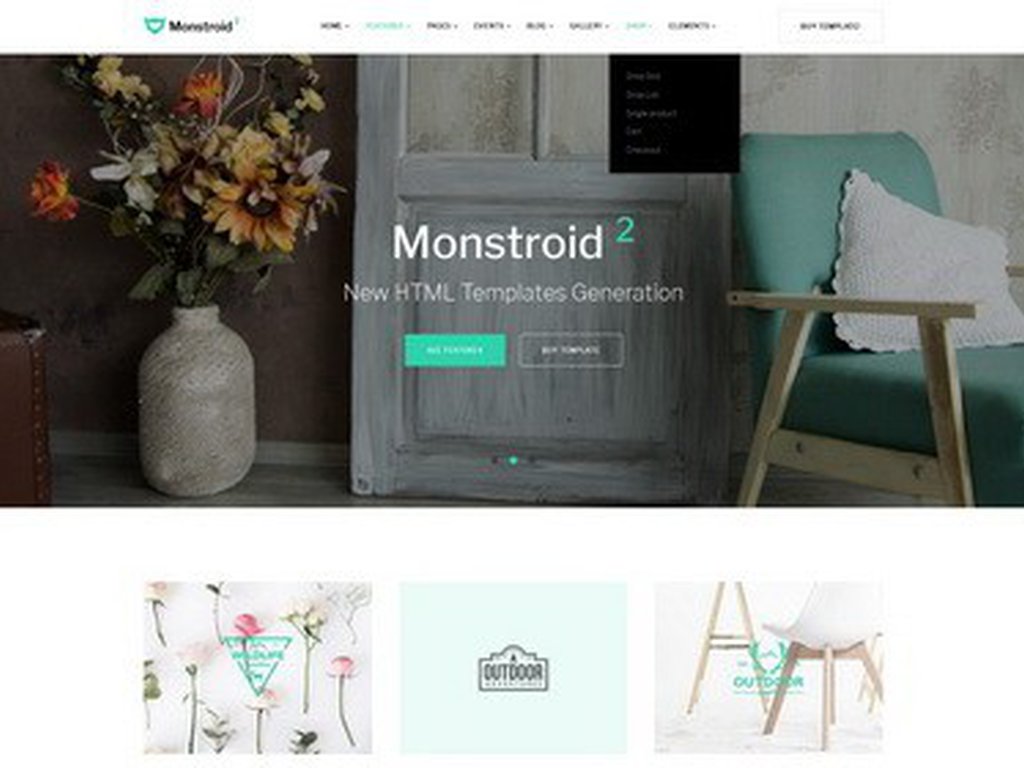 Monstroid 2
HOME FEATURES PAGES EVENTS BLOG GALLERY SHOP ELEMENTS
BUY TEMPLATE!
Shop Grid
Shop List
Single product
Cart
Checkout
Monstroid 2
New HTML Templates Generation
SEE FEATURES BUY TEMPLATE
WILDLIFE
OUTDOOR
ADVENTURES
OUTDOOR